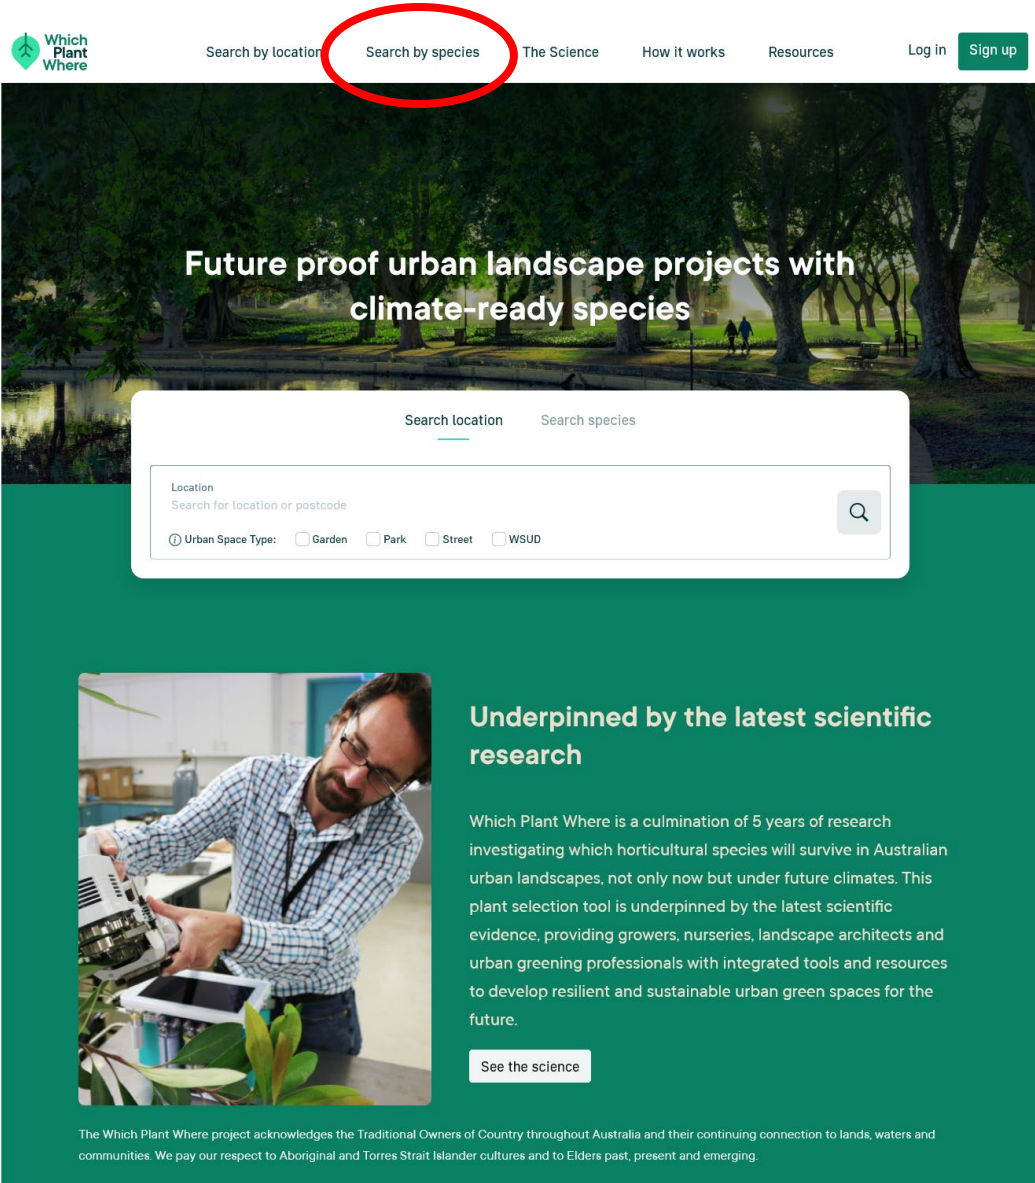 Which
Plant
Where
Search by location
Search by species
The Science
How it works
Resources
Log in
Sign up
Future proof urban landscape projects with
climate-ready species
Search location
Search species
Location
Search for location or postcode
Urban Space Type:
Garden
Park
Street
WSUD
Underpinned by the latest scientific
research
Which Plant Where is a culmination of 5 years of research
investigating which horticultural species will survive in Australian
urban landscapes, not only now but under future climates. This
plant selection tool is underpinned by the latest scientific
evidence, providing growers, nurseries, landscape architects and
urban greening professionals with integrated tools and resources
to develop resilient and sustainable urban green spaces for the
future.
See the science
The Which Plant Where project acknowledges the Traditional Owners of Country throughout Australia and their continuing connection to lands, waters and
communities. We pay our respect to Aboriginal and Torres Strait Islander cultures and to Elders past, present and emerging.